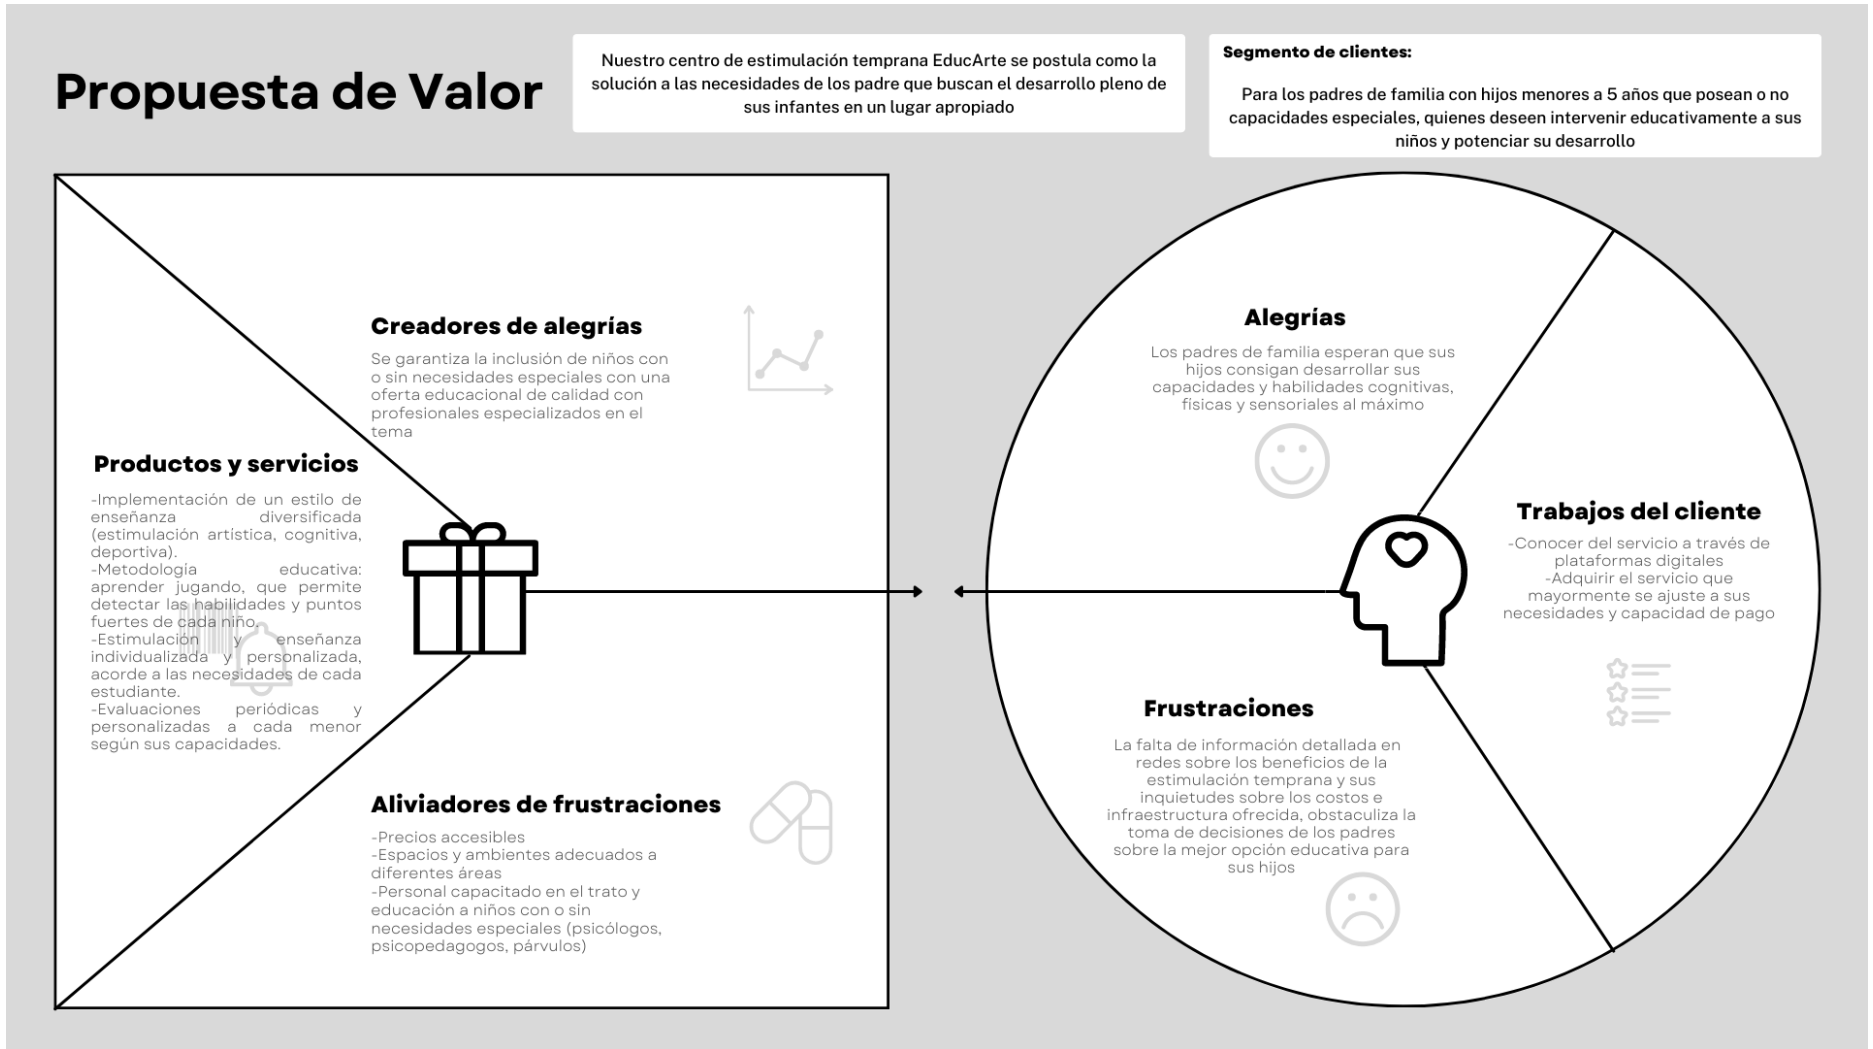 Propuesta de Valor
Nuestro centro de estimulación temprana EducArte se postula como la
solución a las necesidades de los padre que buscan el desarrollo pleno de
sus infantes en un lugar apropiado
Segmento de clientes:
Para los padres de familia con hijos menores a 5 años que posean o no
capacidades especiales, quienes deseen intervenir educativamente a sus
niños y potenciar su desarrollo
Creadores de alegrías
Se garantiza la inclusión de niños con
o sin necesidades especiales con una
oferta educacional de calidad con
profesionales especializados en el
tema
Productos y servicios
-Implementación de un estilo de
enseñanza diversificada
(estimulación artística, cognitiva,
deportiva).
-Metodologia educativa:
aprender jugando, que permite
detectar las habilidades y puntos
fuertes de cada niño.
-Estimulación y enseñanza
individualizada y personalizada,
acorde a las necesidades de cada
estudiante.
-Evaluaciones periódicas y
personalizadas a cada menor
según sus capacidades.
Aliviadores de frustraciones
-Precios accesibles
-Espacios y ambientes adecuados a
diferentes áreas
-Personal capacitado en el trato y
educación a niños con o sin
necesidades especiales (psicólogos,
psicopedagogos, párvulos)
Alegrías
Los padres de familia esperan que sus
hijos consigan desarrollar sus
capacidades y habilidades cognitivas,
físicas y sensoriales al máximo
Trabajos del cliente
-Conocer del servicio a través de
plataformas digitales
-Adquirir el servicio que
mayormente se ajuste a sus
necesidades y capacidad de pago
Frustraciones
La falta de información detallada en
redes sobre los beneficios de la
estimulación temprana y sus
inquietudes sobre los costos e
infraestructura ofrecida, obstaculiza la
toma de decisiones de los padres
sobre la mejor opción educativa para
sus hijos